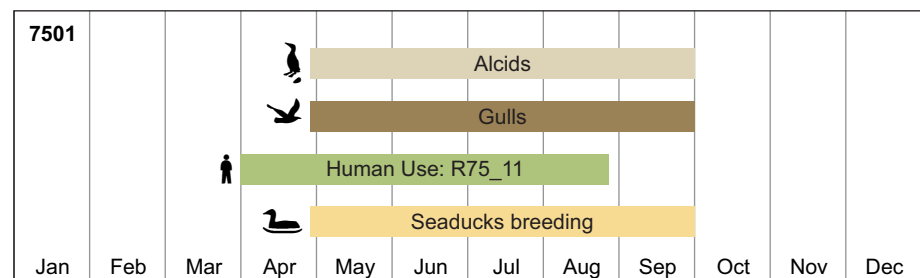 7501
Alcids
Gulls
Human Use: R75_11
Seaducks breeding
Jan Feb Mar Apr May Jun Jul Aug Sep Oct Nov Dec